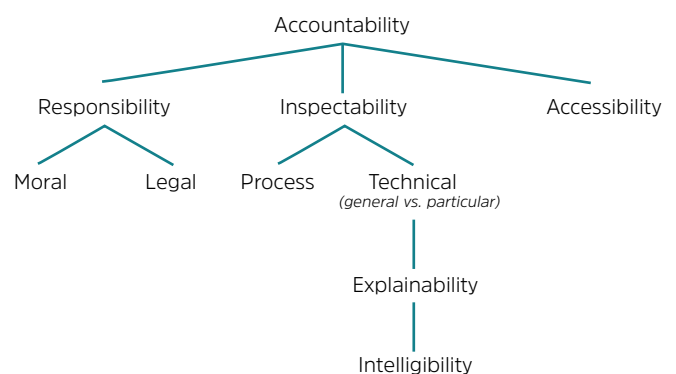 Accountability
Responsibility
Inspectability
Accessibility
Moral
Legal
Process
Technical
(general vs. particular)
Explainability
Intelligibility